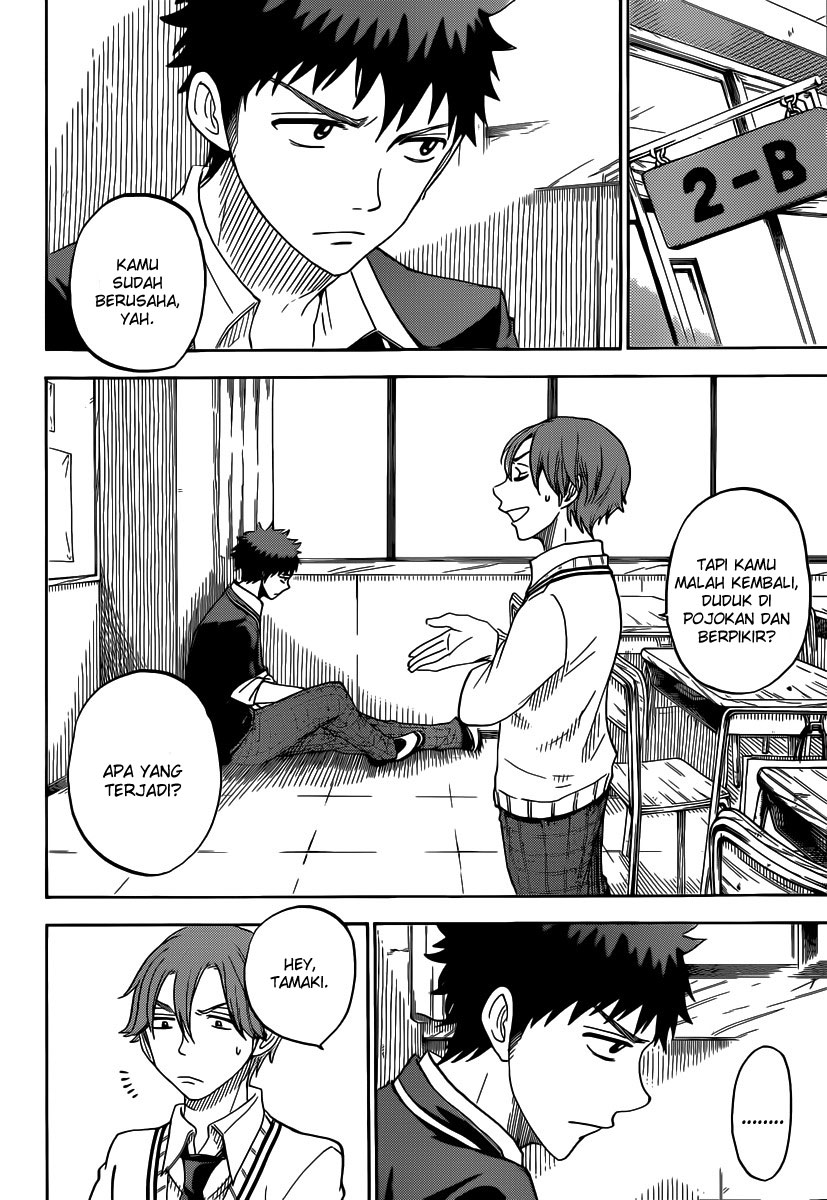 2-B
KAMU
SUDAH
BERUSAHA,
YAH.
TAPI KAMU
MALAH KEMBALI,
DUDUK DI
POJOKAN DAN
BERPIKIR?
APA YANG
TERJADI?
.........
HEY,
TAMAKI.